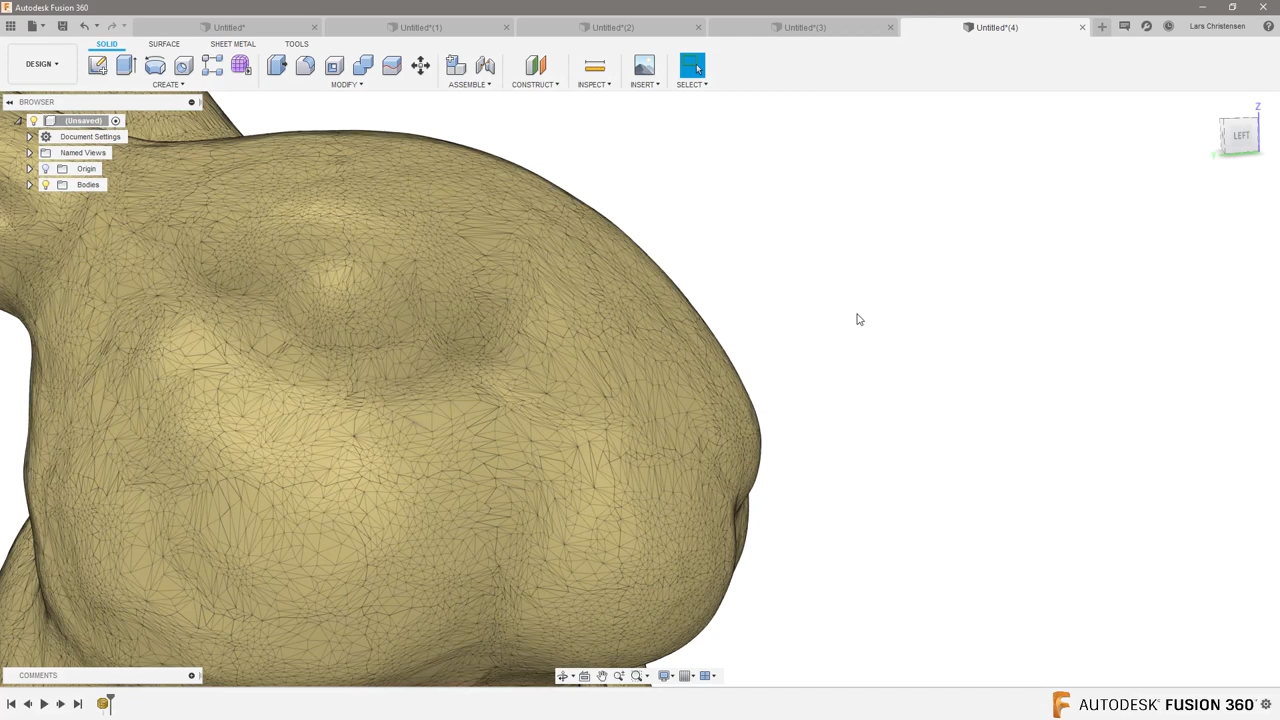 Autodesk Fusion 360
Untitled*
Untitled*(1)
Untitled*(2)
Untitled*(3)
Untitled*(4)
Lars Christensen
DESIGN
SOLID
SURFACE
SHEET METAL
TOOLS
CREATE
MODIFY
ASSEMBLE
CONSTRUCT
INSPECT
INSERT
SELECT
BROWSER
(Unsaved)
Document Settings
Named Views
Origin
Bodies
Z
LEFT
Y
COMMENTS
AUTODESK® FUSION 360™